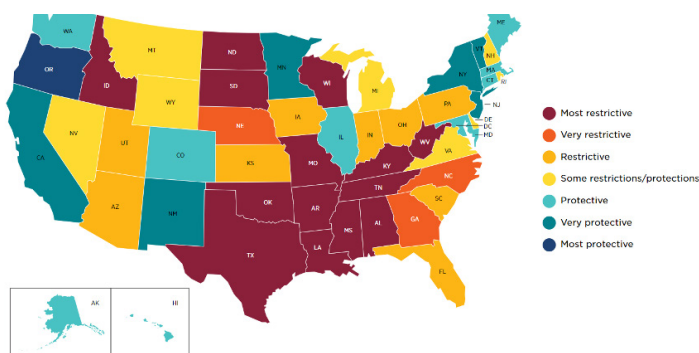 WA
ME
MT
ND
MN
VT
NH
OR
ID
SD
WI
NY
MA
CT
RI
WY
MI
PA
NJ
NV
NE
IA
OH
DE
DC
MD
UT
CO
IL
IN
WV
VA
CA
KS
MO
KY
NC
AZ
NM
OK
AR
TN
SC
MS
AL
GA
TX
LA
FL
AK
HI
Most restrictive
Very restrictive
Restrictive
Some restrictions/protections
Protective
Very protective
Most protective